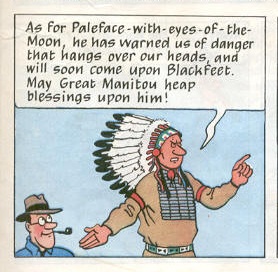 As for Paleface-with-eyes-of-the-
Moon, he has warned us of danger
that hangs over our heads, and
will soon come upon Blackfeet.
May Great Manitou heap
blessings upon him!